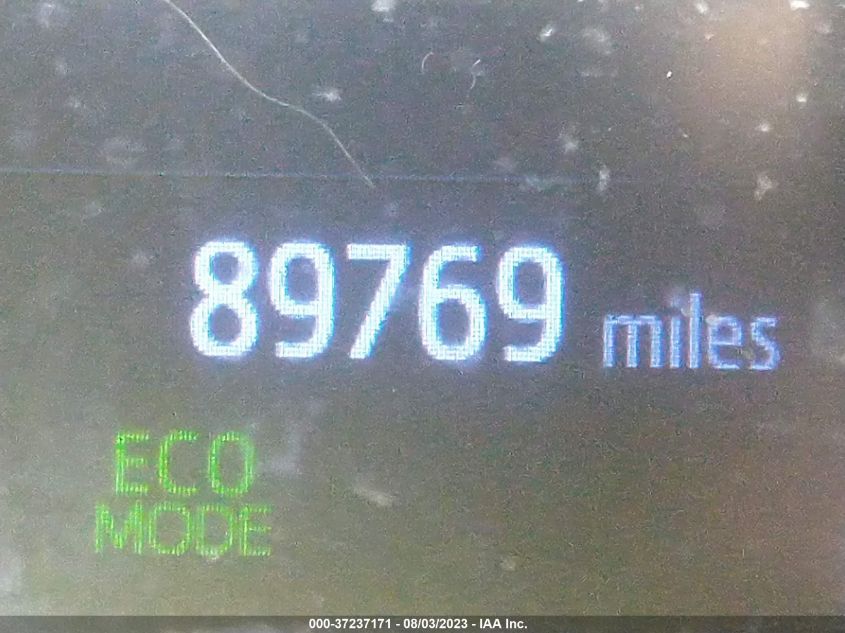 89769 miles
ECO
MODE
000-37237171 - 08/03/2023 - IAA Inc.